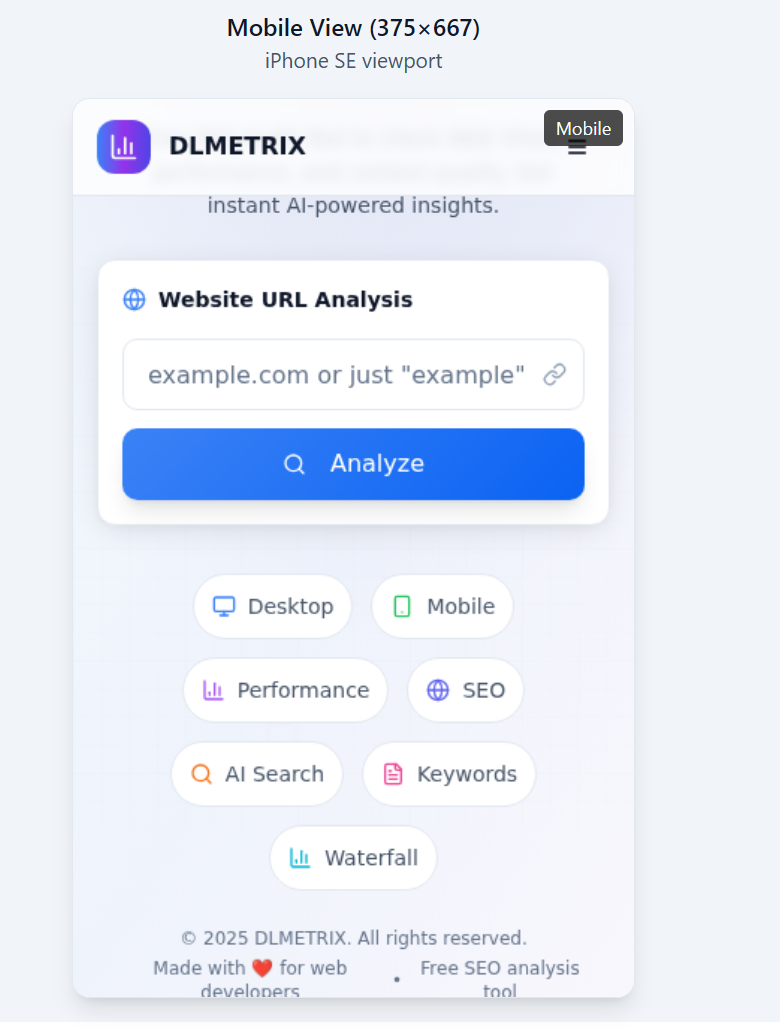 Mobile View (375×667)
iPhone SE viewport
Mobile
DLMETRIX
instant AI-powered insights.
Website URL Analysis
example.com or just "example"
Analyze
Desktop
Mobile
Performance
SEO
AI Search
Keywords
Waterfall
© 2025 DLMETRIX. All rights reserved.
Made with ❤️ for web developers
•
Free SEO analysis tool